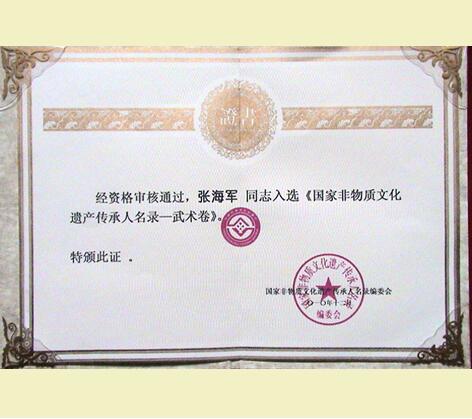 證书
经资格审核通过，张海军 同志入选《国家非物质文化
遗产传承人名录—武术卷》。
特颁此证 。
国家非物质文化遗产传承人名录编委会
编委会